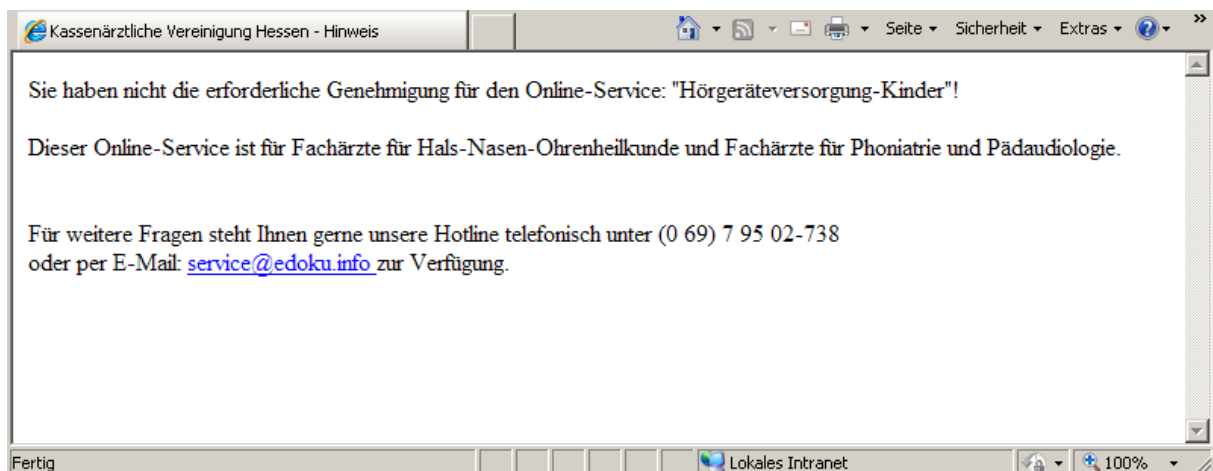 Kassenärztliche Vereinigung Hessen - Hinweis
Seite Sicherheit Extras »
Sie haben nicht die erforderliche Genehmigung für den Online-Service: "Hörgeräteversorgung-Kinder"!
Dieser Online-Service ist für Fachärzte für Hals-Nasen-Ohrenheilkunde und Fachärzte für Phoniatrie und Pädaudiologie.
Für weitere Fragen steht Ihnen gerne unsere Hotline telefonisch unter (0 69) 7 95 02-738
oder per E-Mail: service@edoku.info zur Verfügung.
Fertig Lokales Intranet 100%